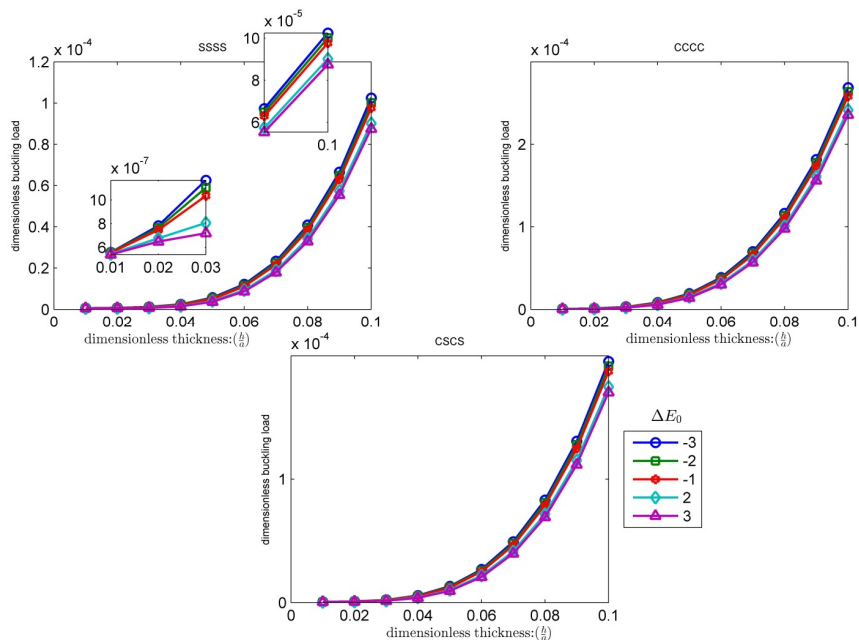 SSSS
x 10^-4
dimensionless buckling load
1.2
1
0.8
0.6
0.4
0.2
0
0 0.02 0.04 0.06 0.08 0.1
dimensionless thickness:(h/a)
x 10^-5
10
8
6
0.1
x 10^-7
10
8
6
0.01 0.02 0.03
CCCC
x 10^-4
dimensionless buckling load
2
1
0
0 0.02 0.04 0.06 0.08 0.1
dimensionless thickness:(h/a)
CSCS
x 10^-4
dimensionless buckling load
1
0
0 0.02 0.04 0.06 0.08 0.1
dimensionless thickness:(h/a)
ΔE₀
-3
-2
-1
2
3